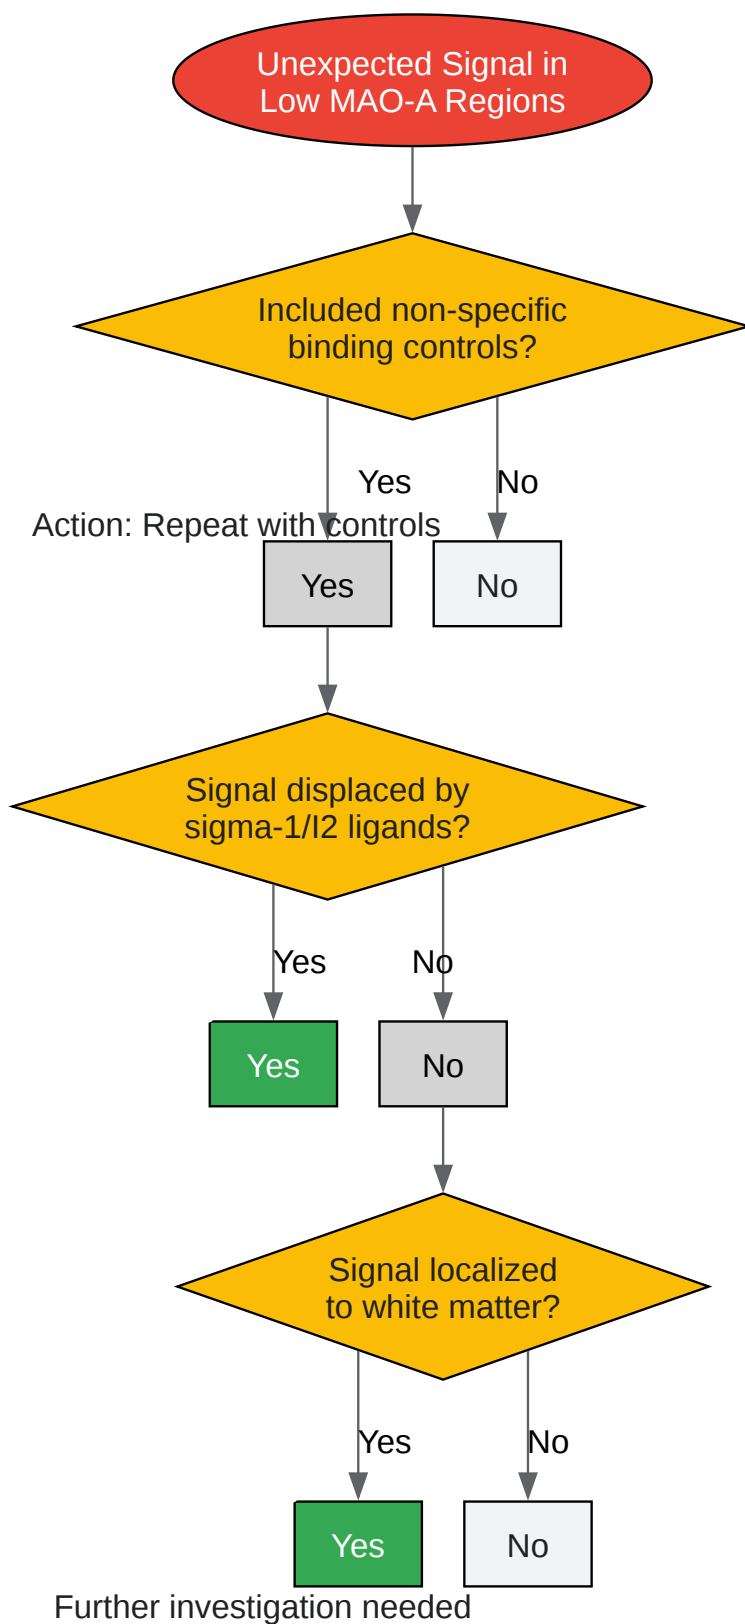 Unexpected Signal in
Low MAO-A Regions
Included non-specific
binding controls?
Yes
No
Action: Repeat with controls
Yes
No
Signal displaced by
sigma-1/I2 ligands?
Yes
No
Yes
No
Signal localized
to white matter?
Yes
No
Yes
No
Further investigation needed